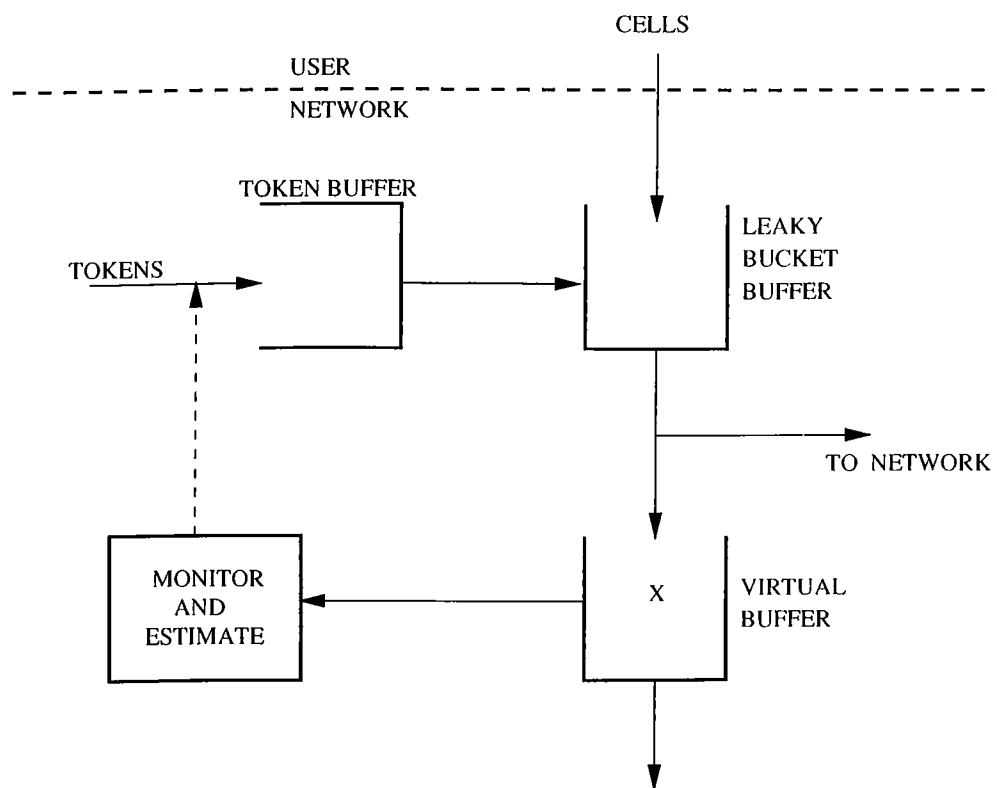 CELLS
USER
NETWORK
TOKEN BUFFER
TOKENS
LEAKY
BUCKET
BUFFER
TO NETWORK
MONITOR
AND
ESTIMATE
X
VIRTUAL
BUFFER